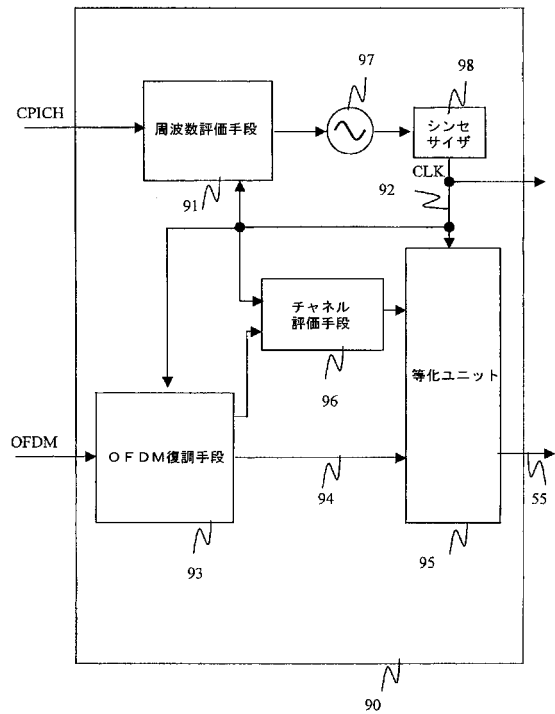 97
98
CPICH
周波数評価手段
シンセ
サイザ
CLK
92
91
チャネル
評価手段
96
等化ユニット
OFDM
OFDM復調手段
94
55
93
95
90